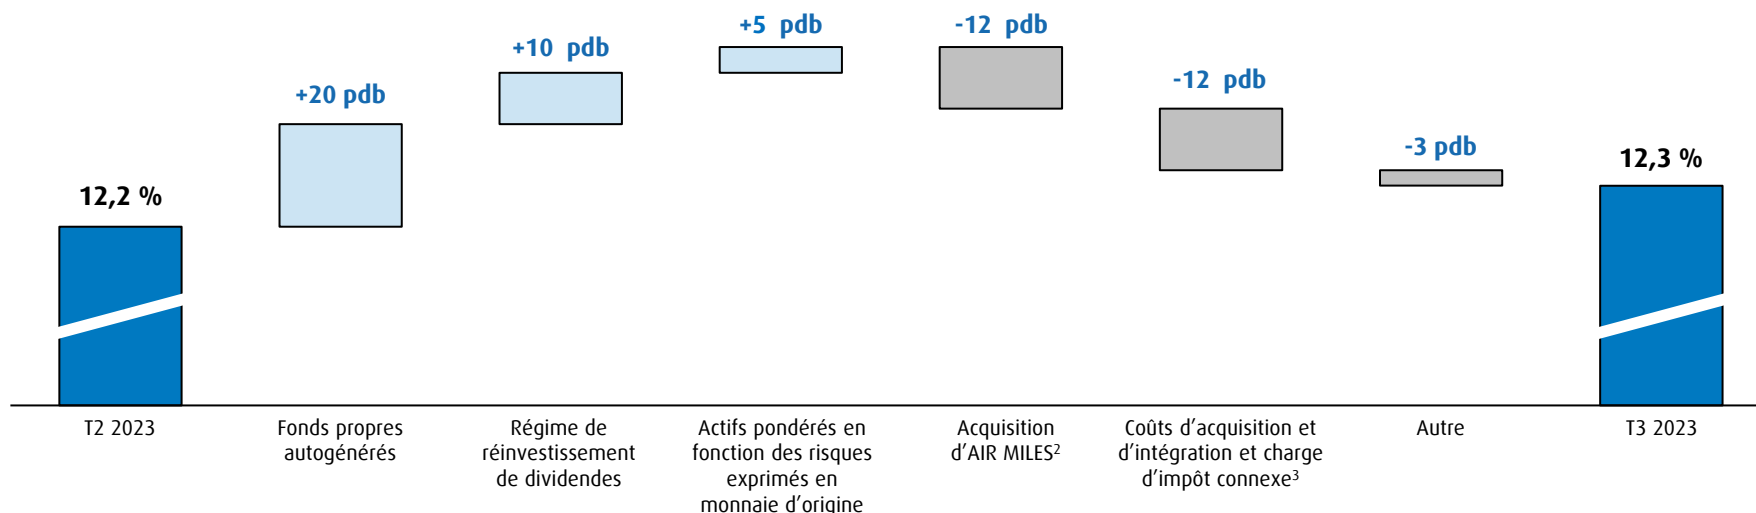 +5 pdb
-12 pdb
+10 pdb
-12 pdb
+20 pdb
-3 pdb
12,3 %
12,2 %
T2 2023
Fonds propres
autogénérés
Régime de
réinvestissement
de dividendes
Actifs pondérés en
fonction des risques
exprimés en
monnaie d'origine
Acquisition
d'AIR MILES²
Coûts d'acquisition et
d'intégration et charge
d'impôt connexe³
Autre
T3 2023